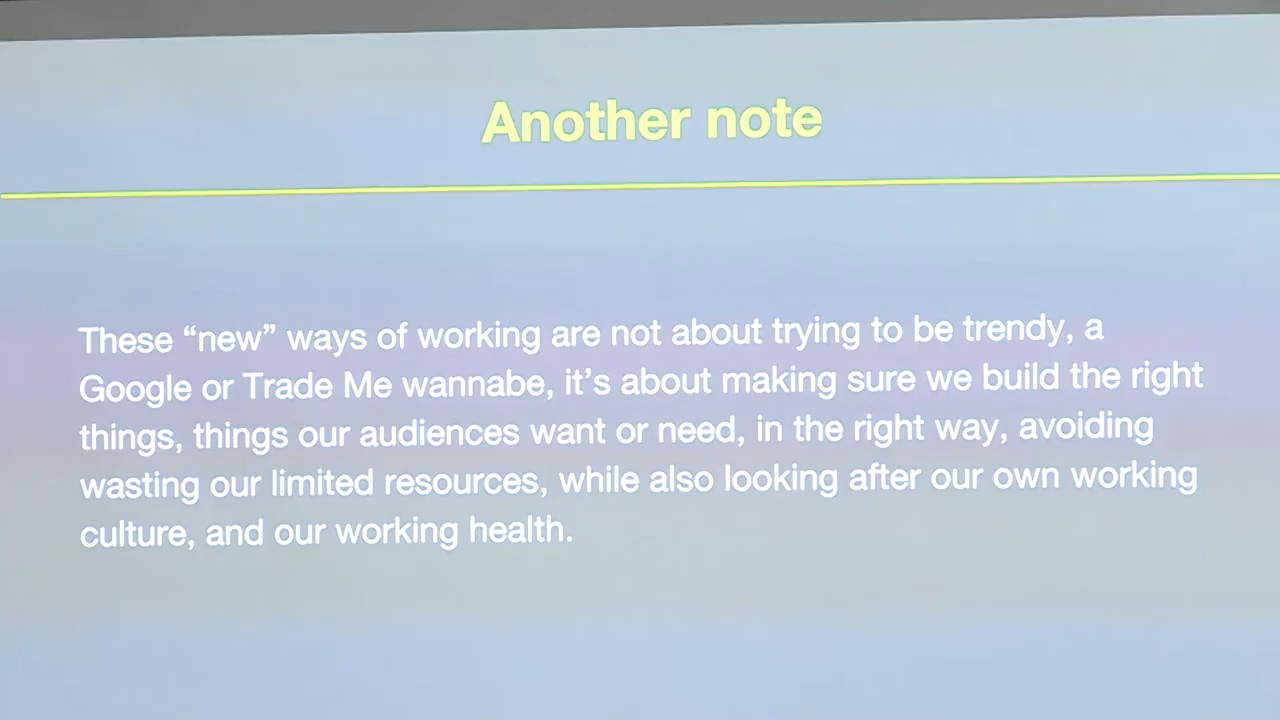 Another note
These “new” ways of working are not about trying to be trendy, a
Google or Trade Me wannabe, it’s about making sure we build the right
things, things our audiences want or need, in the right way, avoiding
wasting our limited resources, while also looking after our own working
culture, and our working health.